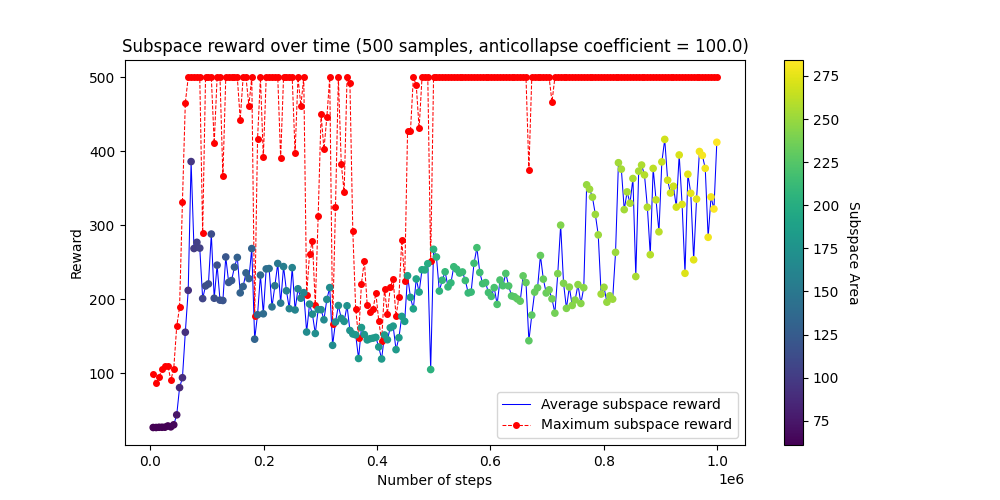 Subspace reward over time (500 samples, anticollapse coefficient = 100.0)
Reward
500
400
300
200
100
0.0
0.2
0.4
0.6
0.8
1.0
1e6
Number of steps
Average subspace reward
Maximum subspace reward
275
250
225
200
175
150
125
100
75
Subspace Area